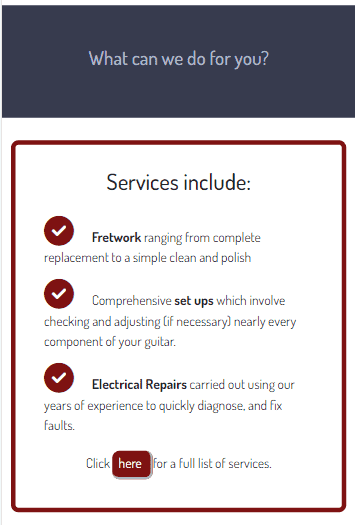 What can we do for you?
Services include:
Fretwork ranging from complete
replacement to a simple clean and polish
Comprehensive set ups which involve
checking and adjusting (if necessary) nearly every
component of your guitar.
Electrical Repairs carried out using our
years of experience to quickly diagnose, and fix
faults.
Click here for a full list of services.